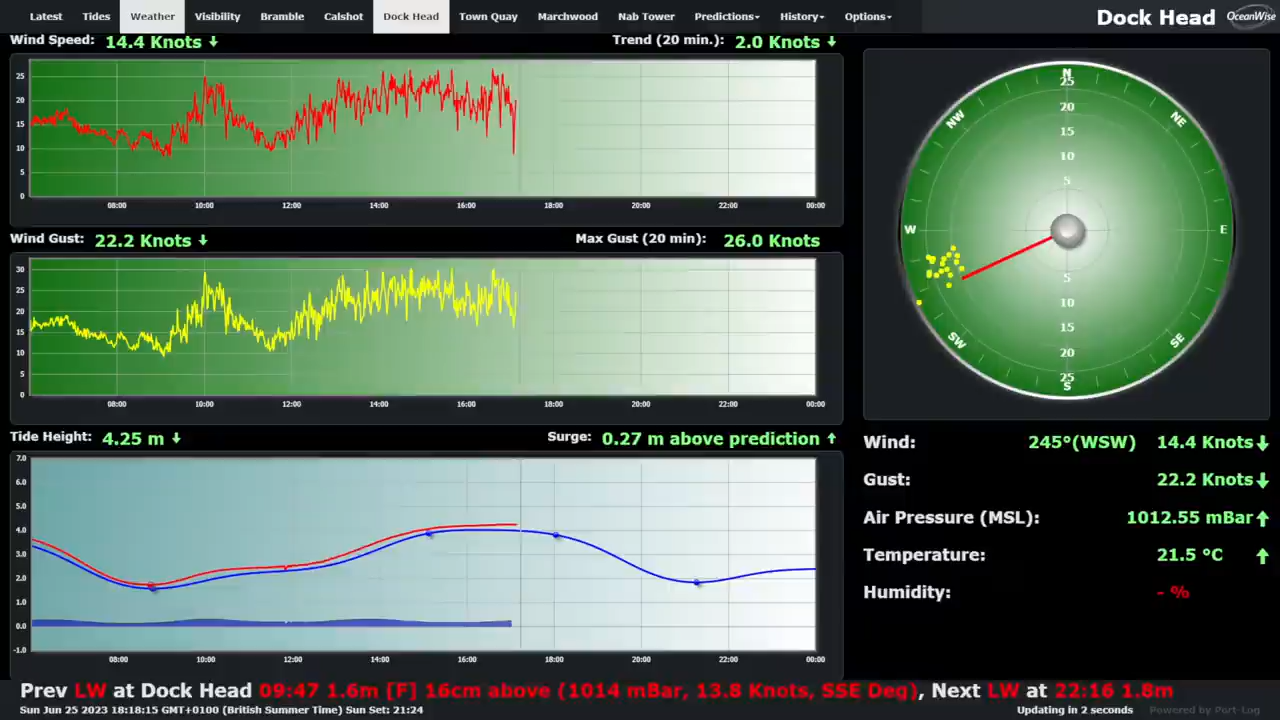 Latest Tides Weather Visibility Bramble Calshot Dock Head Town Quay Marchwood Nab Tower Predictions History Options Dock Head OceanWise
Wind Speed: 14.4 Knots Trend (20 min.): 2.0 Knots
25
20
15
10
5
0
08:00 10:00 12:00 14:00 16:00 18:00 20:00 22:00 00:00
Wind Gust: 22.2 Knots Max Gust (20 min): 26.0 Knots
30
25
20
15
10
5
0
08:00 10:00 12:00 14:00 16:00 18:00 20:00 22:00 00:00
Tide Height: 4.25 m Surge: 0.27 m above prediction
7.0
6.0
5.0
4.0
3.0
2.0
1.0
0.0
-1.0
08:00 10:00 12:00 14:00 16:00 18:00 20:00 22:00 00:00
N
25
20
15
10
5
NW NE
W E
5
10
15
20
25
SW SE
S
Wind: 245°(WSW) 14.4 Knots
Gust: 22.2 Knots
Air Pressure (MSL): 1012.55 mBar
Temperature: 21.5 °C
Humidity: - %
Prev LW at Dock Head 09:47 1.6m [F] 16cm above (1014 mBar, 13.8 Knots, SSE Deg), Next LW at 22:16 1.8m
Sun Jun 25 2023 18:18:15 GMT+0100 (British Summer Time) Sun Set: 21:24 Updating in 2 seconds Powered by Port-Log